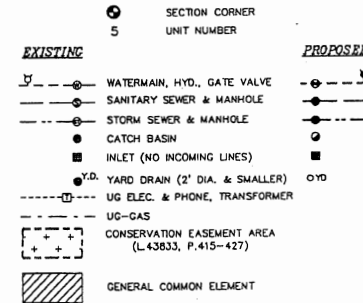 SECTION CORNER
5 UNIT NUMBER
EXISTING PROPOSE
WATERMAIN, HYD., GATE VALVE
S SANITARY SEWER & MANHOLE
STORM SEWER & MANHOLE
CATCH BASIN
INLET (NO INCOMING LINES)
Y.D. YARD DRAIN (2' DIA. & SMALLER) YD
T UG ELEC. & PHONE, TRANSFORMER
UG-GAS
CONSERVATION EASEMENT AREA
(L.43833, P.415-427)
GENERAL COMMON ELEMENT